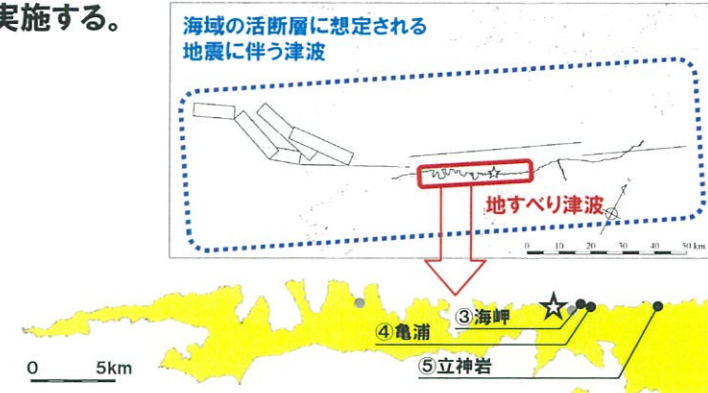 実施する。
海域の活断層に想定される
地震に伴う津波
地すべり津波
0 10 20 30 40 50 km
③海岬
④亀浦
⑤立神岩
0 5km